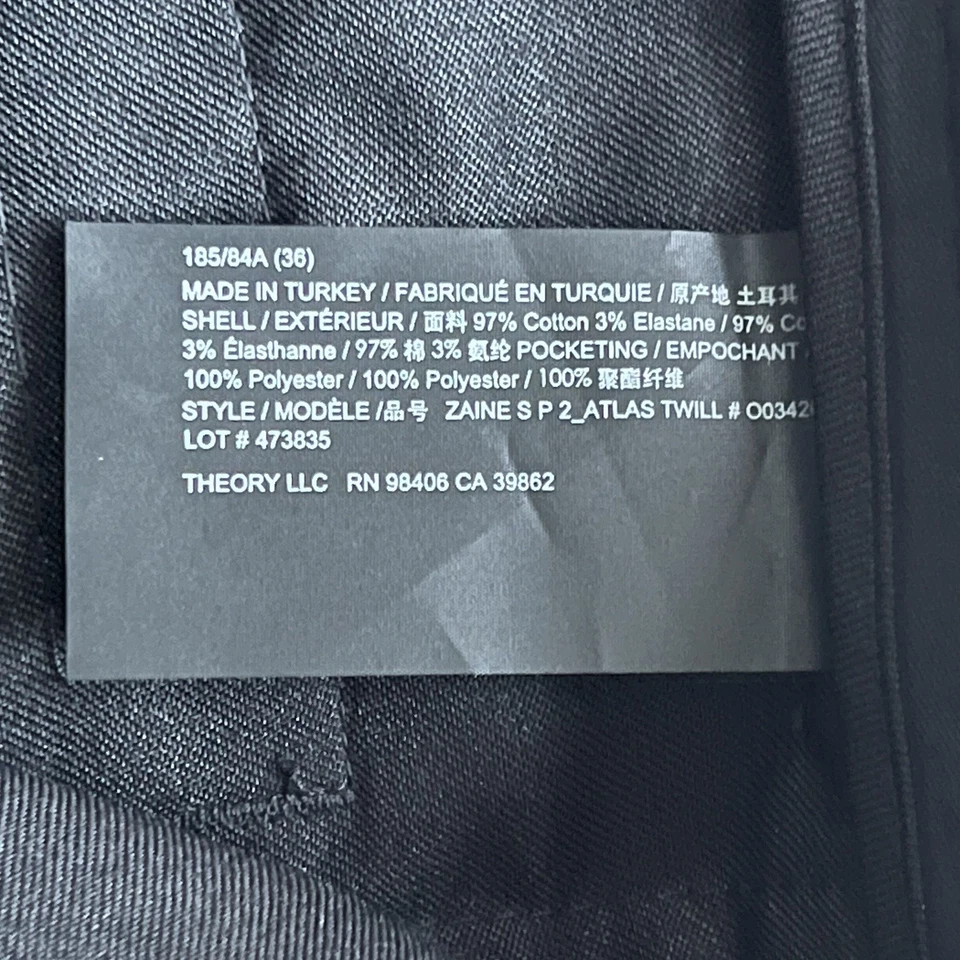 185/84A (36)
MADE IN TURKEY / FABRIQUÉ EN TURQUIE / 原产地 土耳其
SHELL / EXTÉRIEUR / 面料 97% Cotton 3% Elastane / 97%
3% Élasthanne / 97% 棉 3% 氨纶 POCKETING / EMPOCHANT
100% Polyester / 100% Polyester / 100% 聚酯纤维
STYLE / MODÈLE /品号 ZAINE S P 2_ATLAS TWILL #
LOT # 473835
THEORY LLC RN 98406 CA 39862